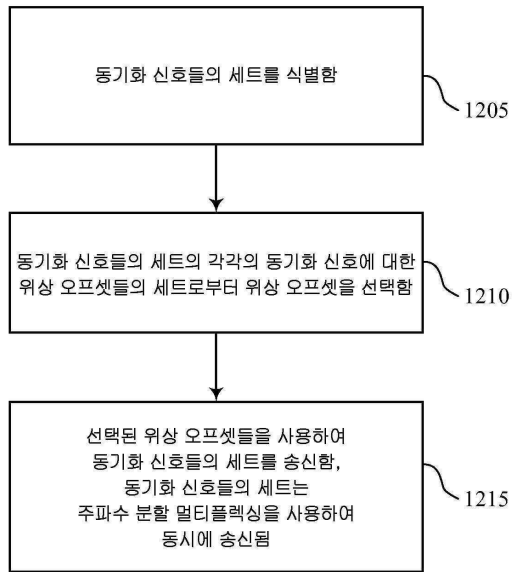 동기화 신호들의 세트를 식별함
1205
동기화 신호들의 세트의 각각의 동기화 신호에 대한
위상 오프셋들의 세트로부터 위상 오프셋을 선택함
1210
선택된 위상 오프셋들을 사용하여
동기화 신호들의 세트를 송신함,
동기화 신호들의 세트는
주파수 분할 멀티플렉싱을 사용하여
동시에 송신됨
1215